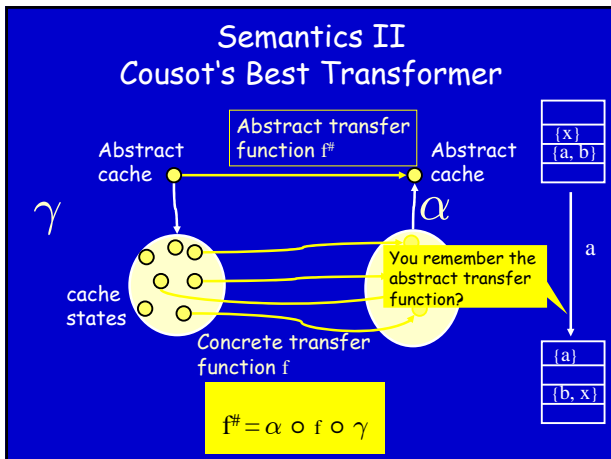 Semantics II
Cousot's Best Transformer
Abstract transfer
function f#
Abstract
cache
Abstract
cache
γ
α
{x}
{a, b}
a
You remember the
abstract transfer
function?
cache
states
Concrete transfer
function f
{a}
{b, x}
f# = α o f o γ